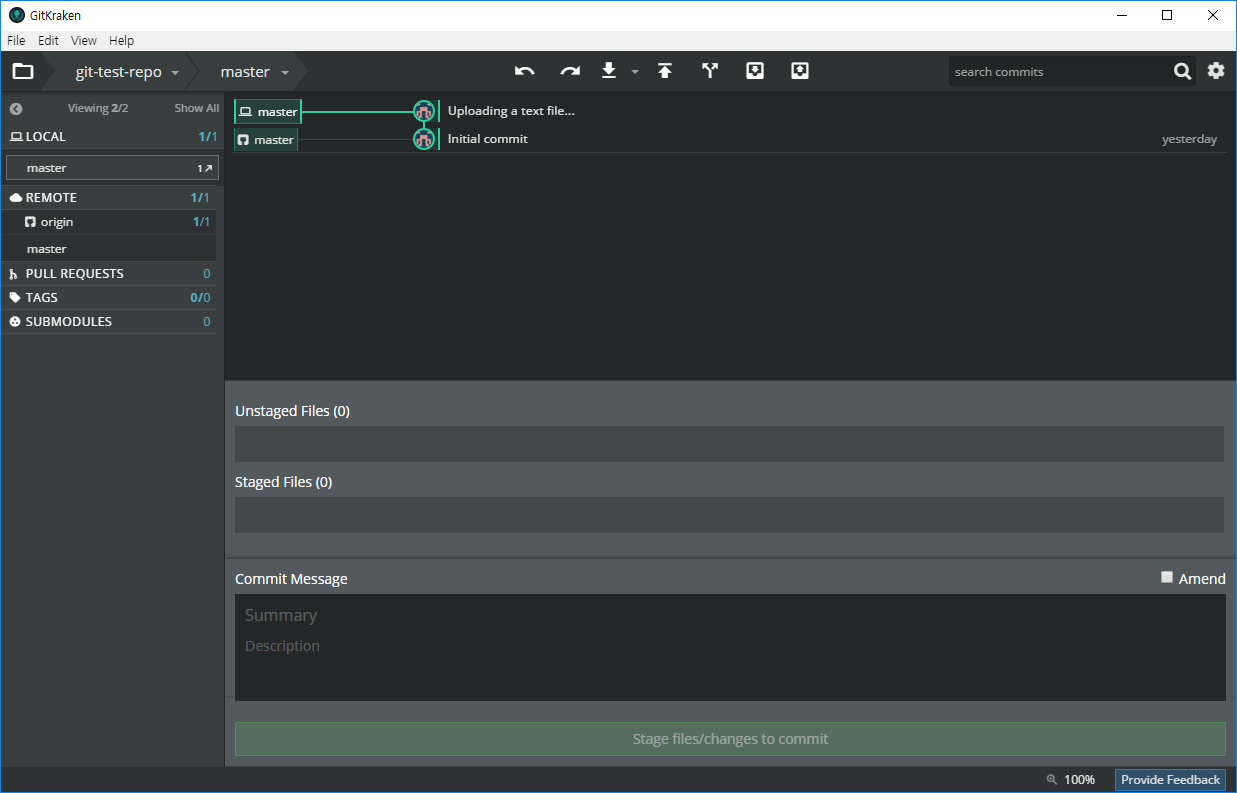 GitKraken
File Edit View Help
git-test-repo master search commits
Viewing 2/2 Show All
LOCAL 1/1
master 1
REMOTE 1/1
origin 1/1
master
PULL REQUESTS 0
TAGS 0/0
SUBMODULES 0
master Uploading a text file...
master Initial commit yesterday
Unstaged Files (0)
Staged Files (0)
Commit Message Amend
Summary
Description
Stage files/changes to commit
100% Provide Feedback